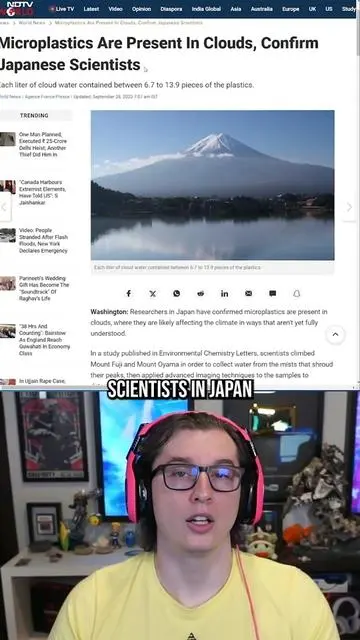 NDTV
WORLD
Live TV
Latest
Video
Opinion
Diaspora
India Global
Asia
Australia
Europe
UK
US
Study
News > World News > Microplastics Are Present In Clouds, Confirm Japanese Scientists
Microplastics Are Present In Clouds, Confirm
Japanese Scientists
Each liter of cloud water contained between 6.7 to 13.9 pieces of the plastics.
World News | Agence France-Presse | Updated: September 28, 2023
TRENDING
One Man Planned,
Executed ₹ 25-Crore
Delhi Heist; Another
Thief Did Him In
"Canada Harbours
Extremist Elements,
Have Told US": S
Jaishankar
Video: People
Stranded After Flash
Floods, New York
Declares Emergency
Parineeti's Wedding
Gift Has Become The
"Soundtrack" Of
Raghav's Life
"38 Hrs And
Counting": Bairstow
As England Reach
Guwahati In Economy
Class
In Ujjain Rape Case,
Each liter of cloud water contained between 6.7 to 13.9 pieces of the plastics.
Washington: Researchers in Japan have confirmed microplastics are present in
clouds, where they are likely affecting the climate in ways that aren't yet fully
understood.
In a study published in Environmental Chemistry Letters, scientists climbed
Mount Fuji and Mount Oyama in order to collect water from the mists that shroud
their peaks, then applied advanced imaging techniques to the samples to
SCIENTISTS IN JAPAN